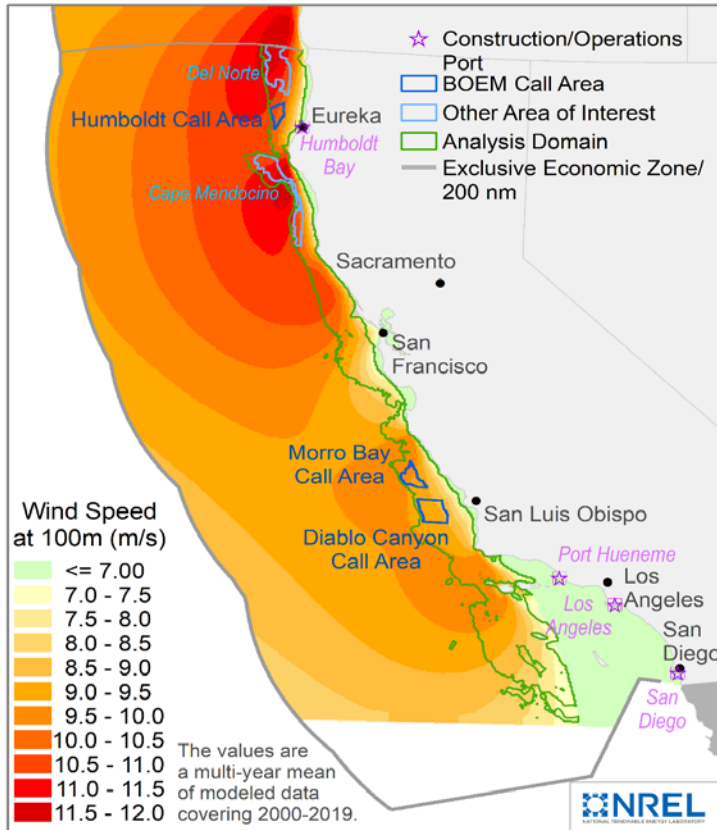 Construction/Operations
Port
BOEM Call Area
Other Area of Interest
Analysis Domain
Exclusive Economic Zone/
200 nm
Del Norte
Humboldt Call Area
Eureka
Humboldt
Bay
Cape Mendocino
Sacramento
San
Francisco
Morro Bay
Call Area
San Luis Obispo
Diablo Canyon
Call Area
Port Hueneme
Los
Angeles
Los
Angeles
San
Diego
San
Diego
Wind Speed
at 100m (m/s)
<= 7.00
7.0 - 7.5
7.5 - 8.0
8.0 - 8.5
8.5 - 9.0
9.0 - 9.5
9.5 - 10.0
10.0 - 10.5
10.5 - 11.0
11.0 - 11.5
11.5 - 12.0
The values are
a multi-year mean
of modeled data
covering 2000-2019.
NREL
NATIONAL RENEWABLE ENERGY LABORATORY